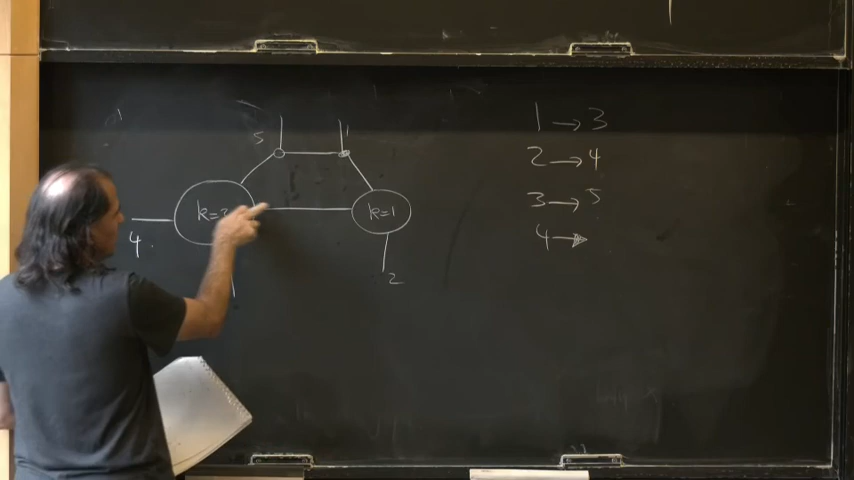 5 1
k=
k=1
4
2
1 → 3
2 → 4
3 → 5
4 →